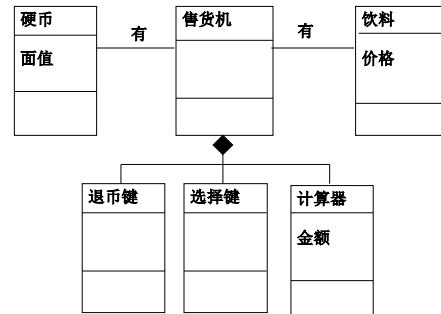 硬币
面值
有
售货机
有
饮料
价格
退币键
选择键
计算器
金额